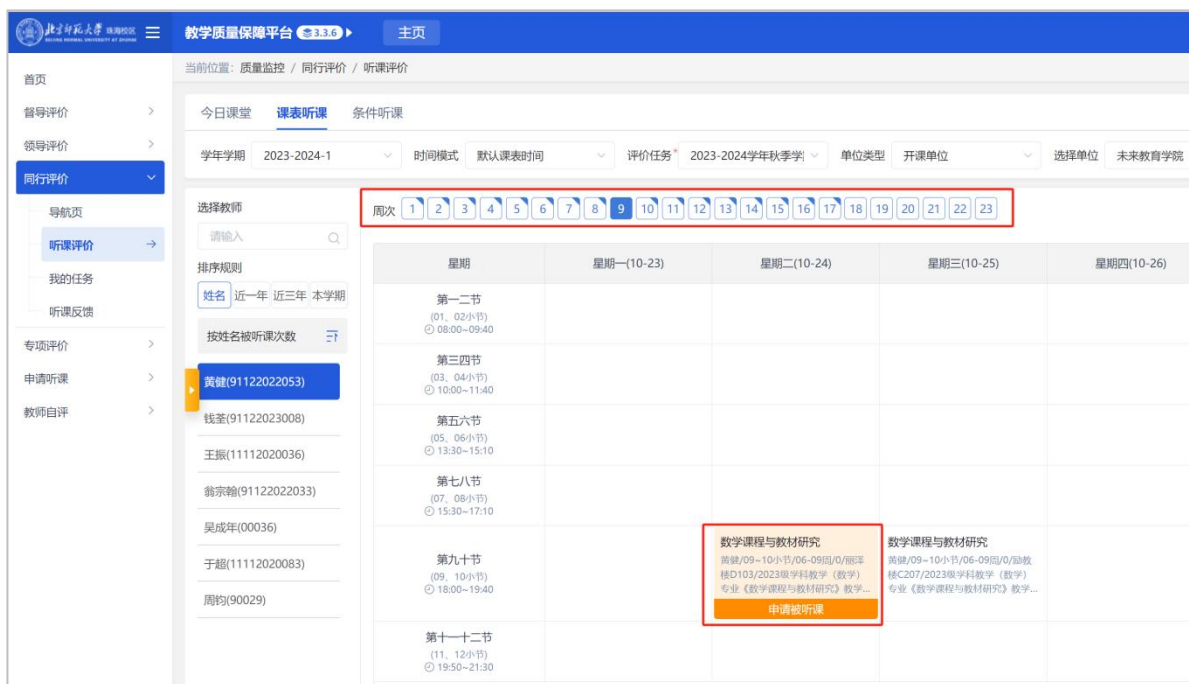 北京师范大学 珠海校区
BEIJING NORMAL UNIVERSITY AT ZHUHAI
教学质量保障平台 3.3.6
主页
首页
督导评价
领导评价
同行评价
导航页
听课评价
我的任务
听课反馈
专项评价
申请听课
教师自评
当前位置：质量监控 / 同行评价 / 听课评价
今日课堂 课表听课 条件听课
学年学期 2023-2024-1 时间模式 默认课表时间 评价任务* 2023-2024学年秋季学 单位类型 开课单位 选择单位 未来教育学院
选择教师
请输入
排序规则
姓名 近一年 近三年 本学期
按姓名被听课次数
黄健(91122022053)
钱荃(91122023008)
王振(11112020036)
翁宗翰(91122022033)
吴成年(00036)
于超(11112020083)
周钧(90029)
周次 1 2 3 4 5 6 7 8 9 10 11 12 13 14 15 16 17 18 19 20 21 22 23
星期 星期一(10-23) 星期二(10-24) 星期三(10-25) 星期四(10-26)
第一二节
(01、02小节)
08:00~09:40
第三四节
(03、04小节)
10:00~11:40
第五六节
(05、06小节)
13:30~15:10
第七八节
(07、08小节)
15:30~17:10
第九十节
(09、10小节)
18:00~19:40
数学课程与教材研究
黄健/09~10小节/06-09周/0/丽泽
楼D103/2023级学科教学（数学）
专业《数学课程与教材研究》教学...
申请被听课
数学课程与教材研究
黄健/09~10小节/06-09周/0/励教
楼C207/2023级学科教学（数学）
专业《数学课程与教材研究》教学...
第十一十二节
(11、12小节)
19:50~21:30